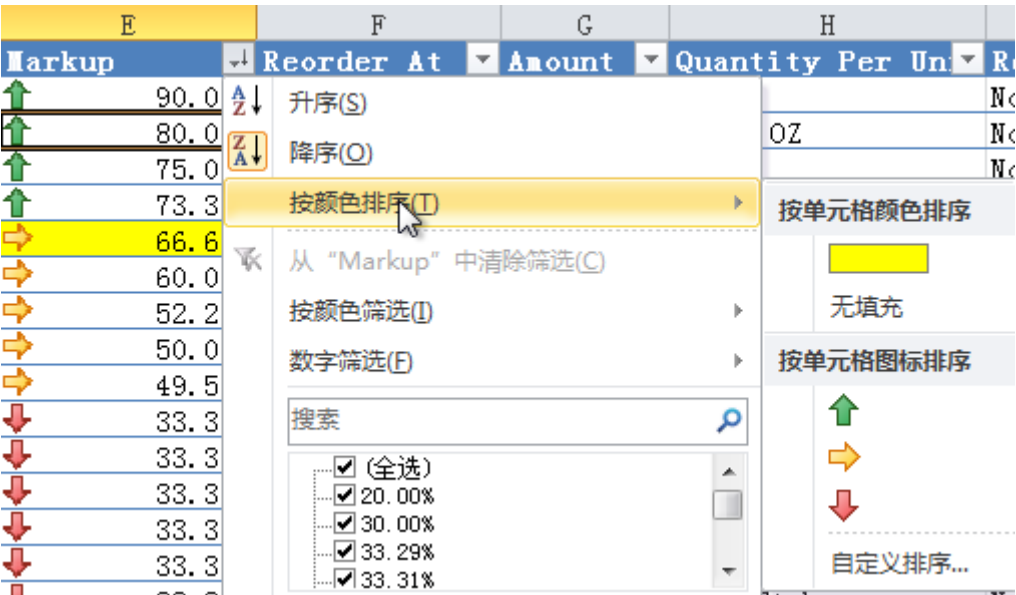 E F G H
Markup Reorder At Amount Quantity Per Un
90.0
80.0
75.0
73.3
66.6
60.0
52.2
50.0
49.5
33.3
33.3
33.3
33.3
33.3
升序(S)
降序(O)
按颜色排序(T)
从“Markup”中清除筛选(C)
按颜色筛选(I)
数字筛选(F)
搜索
(全选)
20.00%
30.00%
33.29%
33.31%
OZ
按单元格颜色排序
无填充
按单元格图标排序
自定义排序...